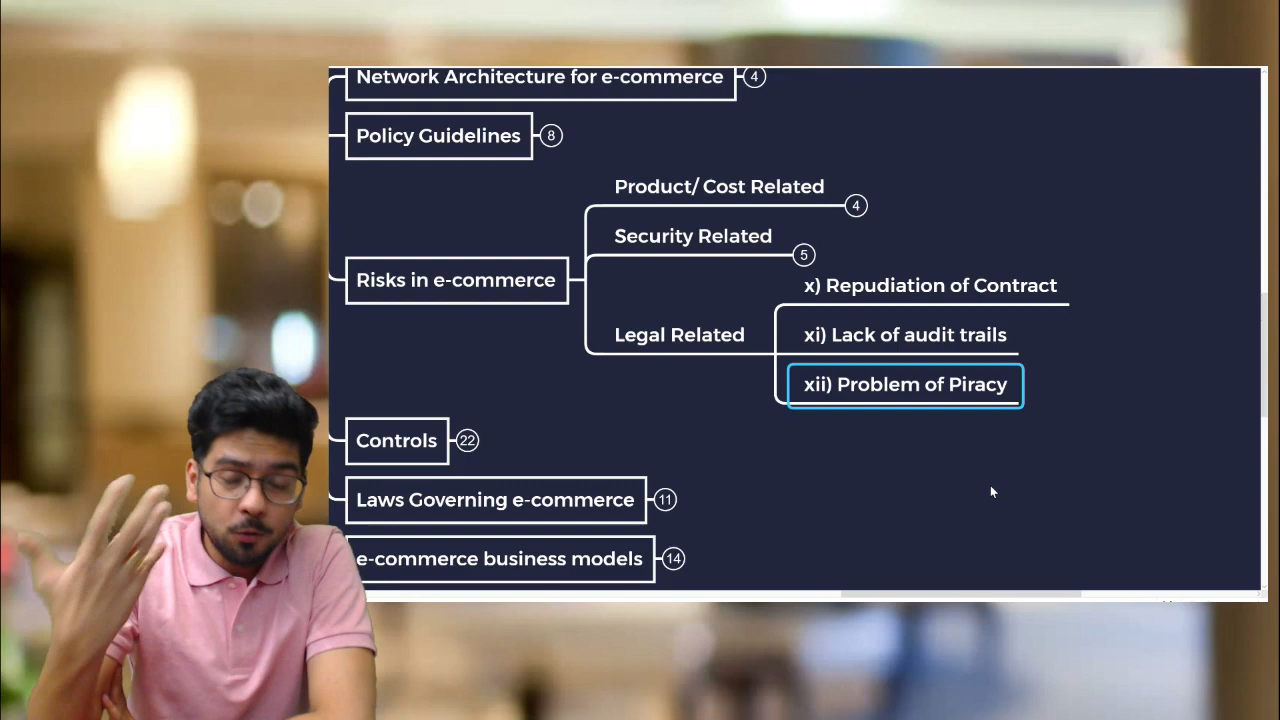 Network Architecture for e-commerce 4
Policy Guidelines 8
Product/ Cost Related 4
Security Related 5
Risks in e-commerce
x) Repudiation of Contract
Legal Related
xi) Lack of audit trails
xii) Problem of Piracy
Controls 22
Laws Governing e-commerce 11
e-commerce business models 14